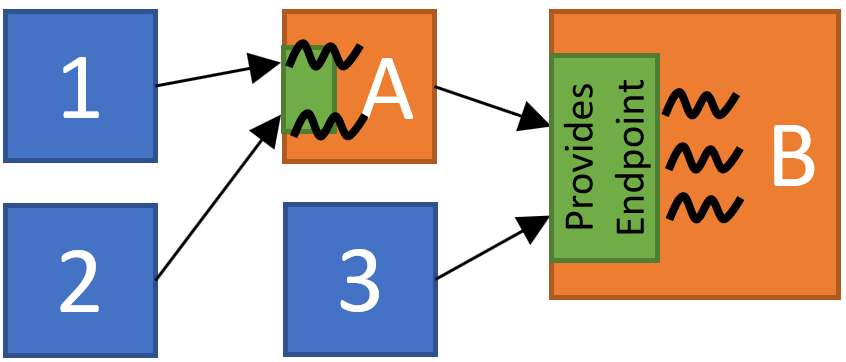 1
A
Provides
Endpoint
B
2
3